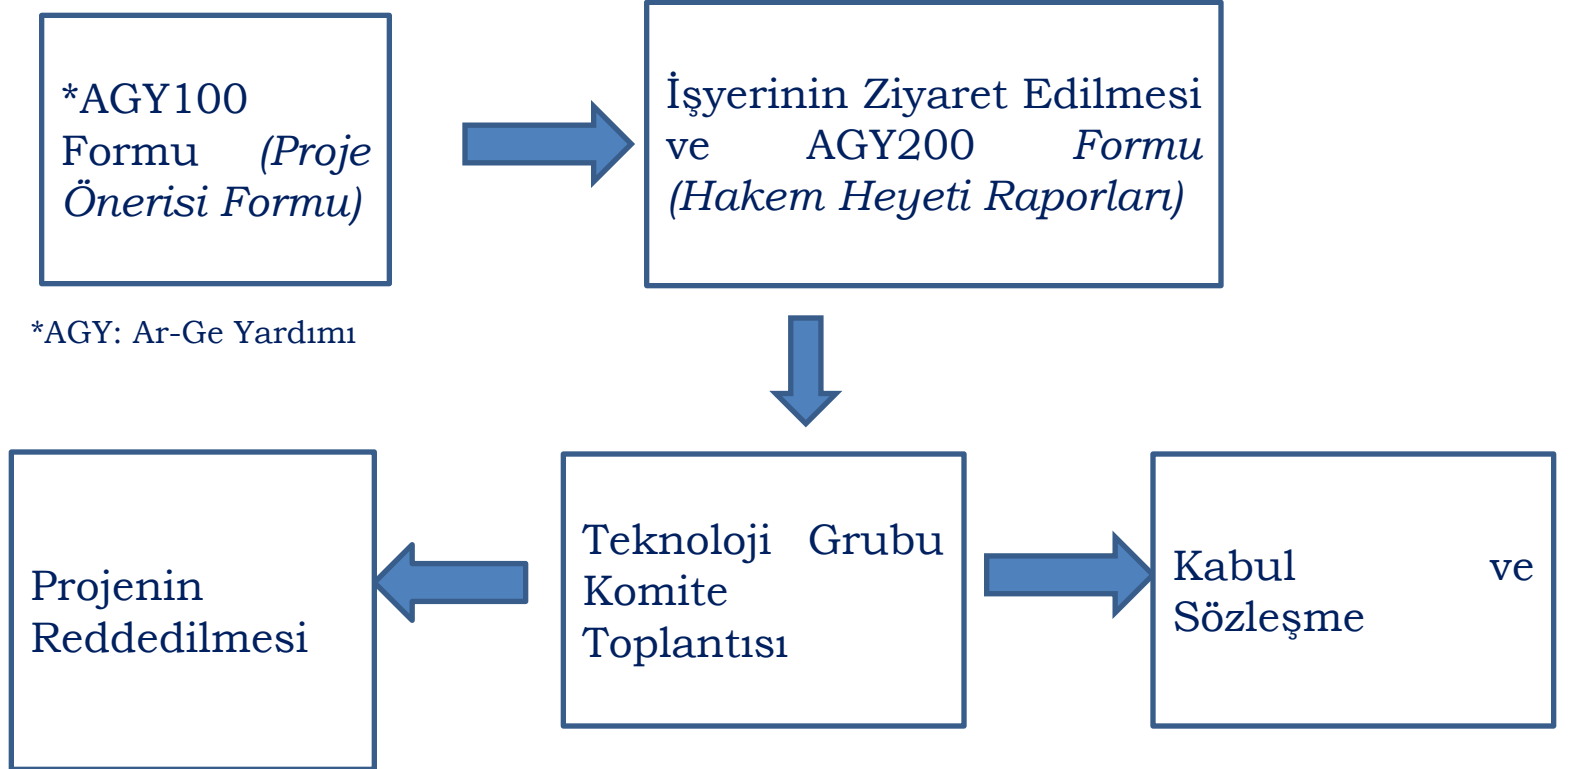 *AGY100
Formu (Proje
Önerisi Formu)
İşyerinin Ziyaret Edilmesi
ve AGY200 Formu
(Hakem Heyeti Raporları)
*AGY: Ar-Ge Yardımı
Projenin
Reddedilmesi
Teknoloji Grubu
Komite
Toplantısı
Kabul ve
Sözleşme